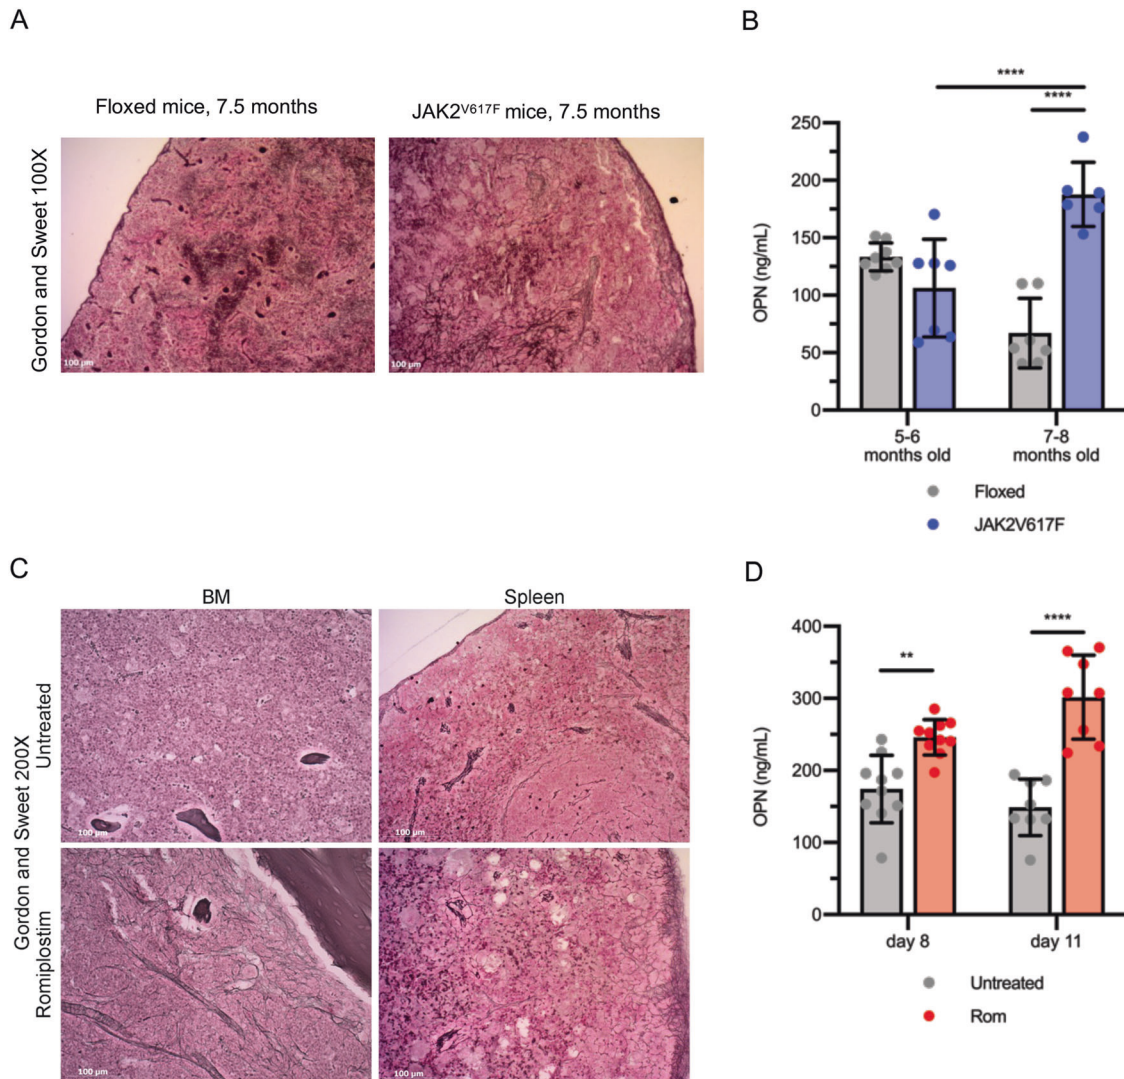 A
Floxed mice, 7.5 months
JAK2V617F mice, 7.5 months
Gordon and Sweet 100X
100 µm
100 µm
B
****
****
OPN (ng/mL)
250
200
150
100
50
0
5-6
months old
7-8
months old
Floxed
JAK2V617F
C
BM
Spleen
Gordon and Sweet 200X
Untreated
Romiplostim
100 µm
100 µm
100 µm
100 µm
D
**
****
OPN (ng/mL)
400
300
200
100
0
day 8
day 11
Untreated
Rom